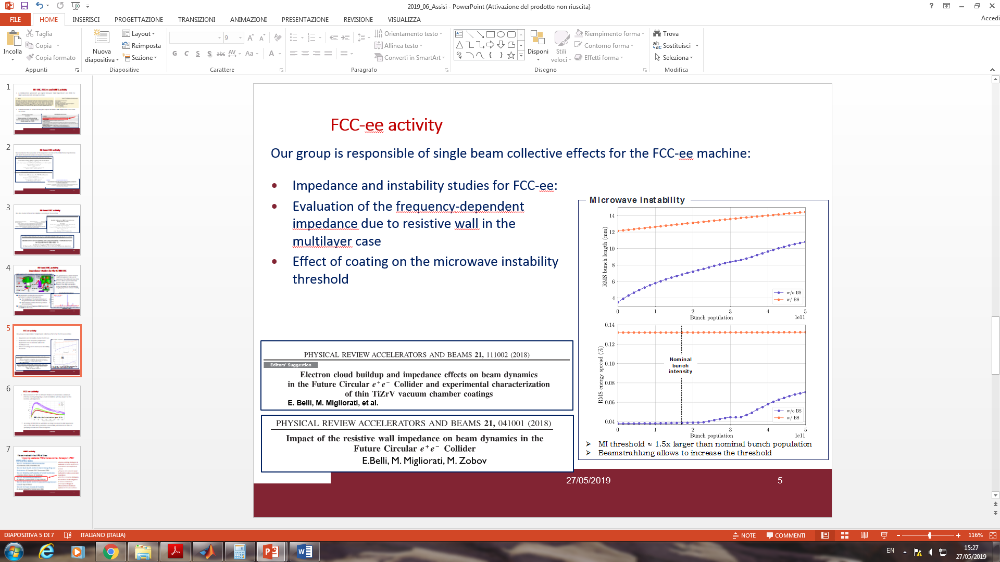 2019_06_Assisi - PowerPoint (Attivazione del prodotto non riuscita)
FILE HOME INSERISCI PROGETTAZIONE TRANSIZIONI ANIMAZIONI PRESENTAZIONE REVISIONE VISUALIZZA Accedi
Incolla
Taglia
Copia
Copia formato
Appunti
Nuova diapositiva
Layout
Reimposta
Sezione
Diapositive
9
G C S S abc AV Aa A
Carattere
Orientamento testo
Allinea testo
Converti in SmartArt
Paragrafo
Disponi
Stili veloci
Riempimento forma
Contorno forma
Effetti forma
Disegno
Trova
Sostituisci
Seleziona
Modifica
1
2
3
4
5
6
7
FCC-ee activity
Our group is responsible of single beam collective effects for the FCC-ee machine:
• Impedance and instability studies for FCC-ee:
• Evaluation of the frequency-dependent
impedance due to resistive wall in the
multilayer case
• Effect of coating on the microwave instability
threshold
PHYSICAL REVIEW ACCELERATORS AND BEAMS 21, 111002 (2018)
Editors' Suggestion
Electron cloud buildup and impedance effects on beam dynamics
in the Future Circular e+e− Collider and experimental characterization
of thin TiZrV vacuum chamber coatings
E. Belli, M. Migliorati, et al.
PHYSICAL REVIEW ACCELERATORS AND BEAMS 21, 041001 (2018)
Impact of the resistive wall impedance on beam dynamics in the
Future Circular e+e− Collider
E.Belli, M. Migliorati, M. Zobov
Microwave instability
RMS bunch length (mm)
14
12
10
8
6
4
w/o BS
w/ BS
0 1 2 3 4 5
Bunch population 1e11
RMS energy spread (%)
0.14
0.12
0.10
0.08
0.06
0.04
Nominal
bunch
intensity
w/o BS
w/ BS
0 1 2 3 4 5
Bunch population 1e11
➢ MI threshold ≈ 1.5x larger than nominal bunch population
➢ Beamstrahlung allows to increase the threshold
27/05/2019 5
DIAPOSITIVA 5 DI 7 ITALIANO (ITALIA) NOTE COMMENTI 116%
EN 15:27
27/05/2019